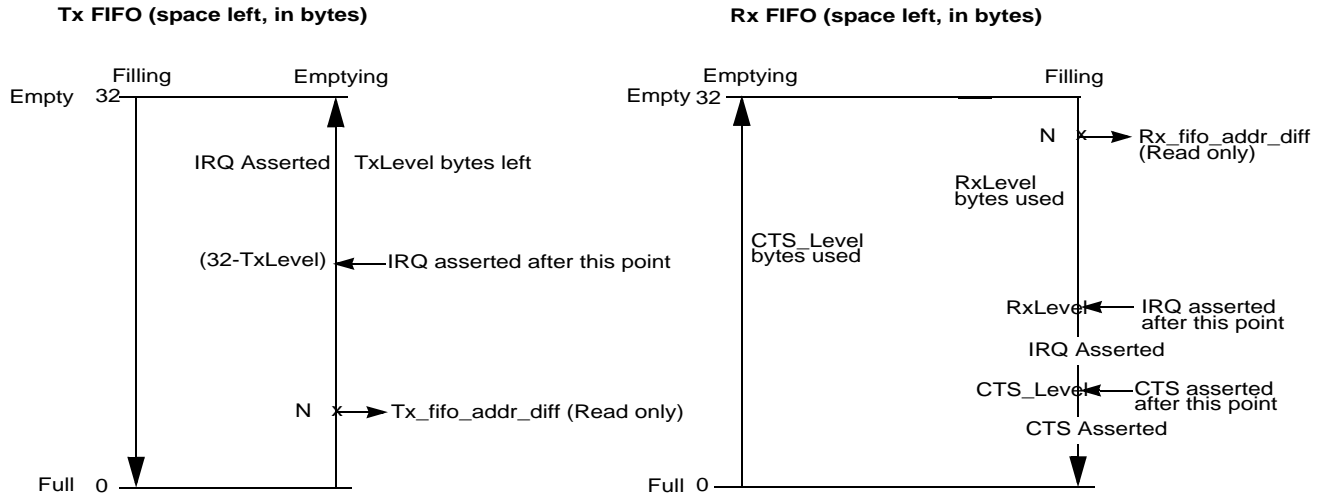 Tx FIFO (space left, in bytes)
Filling
Emptying
Empty 32
IRQ Asserted
TxLevel bytes left
(32-TxLevel)
IRQ asserted after this point
N
x
Tx_fifo_addr_diff (Read only)
Full 0
Rx FIFO (space left, in bytes)
Emptying
Filling
Empty 32
N
x
Rx_fifo_addr_diff
(Read only)
RxLevel
bytes used
CTS_Level
bytes used
RxLevel
IRQ asserted
after this point
IRQ Asserted
CTS_Level
CTS asserted
after this point
CTS Asserted
Full 0